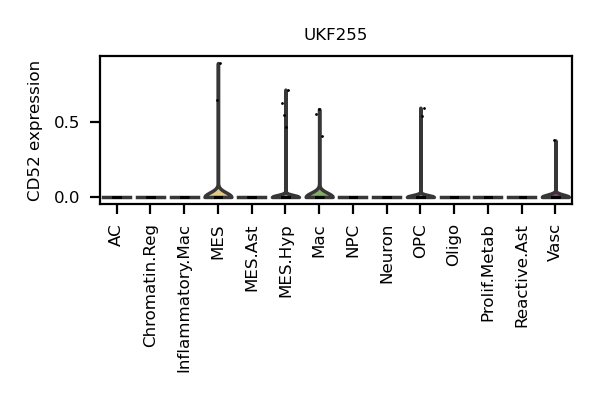 UKF255
CD52 expression
0.5
0.0
AC
Chromatin.Reg
Inflammatory.Mac
MES
MES.Ast
MES.Hyp
Mac
NPC
Neuron
OPC
Oligo
Prolif.Metab
Reactive.Ast
Vasc